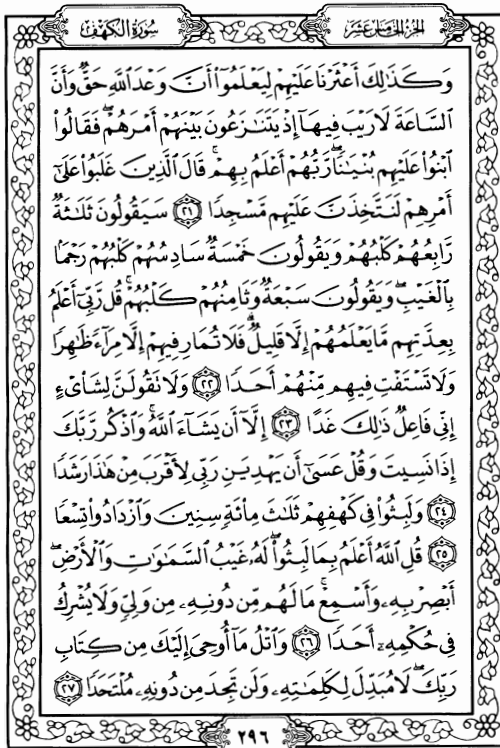 الجزء الخامس عشر
سورة الكهف
وَكَذَٰلِكَ أَعْثَرْنَا عَلَيْهِمْ لِيَعْلَمُوٓا۟ أَنَّ وَعْدَ ٱللَّهِ حَقٌّ وَأَنَّ
ٱلسَّاعَةَ لَا رَيْبَ فِيهَآ إِذْ يَتَنَٰزَعُونَ بَيْنَهُمْ أَمْرَهُمْ ۖ فَقَالُوا۟
ٱبْنُوا۟ عَلَيْهِم بُنْيَٰنًا ۖ رَّبُّهُمْ أَعْلَمُ بِهِمْ ۚ قَالَ ٱلَّذِينَ غَلَبُوا۟ عَلَىٰٓ
أَمْرِهِمْ لَنَتَّخِذَنَّ عَلَيْهِم مَّسْجِدًا ٢١ سَيَقُولُونَ ثَلَٰثَةٌ
رَّابِعُهُمْ كَلْبُهُمْ وَيَقُولُونَ خَمْسَةٌ سَادِسُهُمْ كَلْبُهُمْ رَجْمًۢا
بِٱلْغَيْبِ ۖ وَيَقُولُونَ سَبْعَةٌ وَثَامِنُهُمْ كَلْبُهُمْ ۚ قُل رَّبِّىٓ أَعْلَمُ
بِعِدَّتِهِم مَّا يَعْلَمُهُمْ إِلَّا قَلِيلٌ ۗ فَلَا تُمَارِ فِيهِمْ إِلَّا مِرَآءً ظَٰهِرًا
وَلَا تَسْتَفْتِ فِيهِم مِّنْهُمْ أَحَدًا ٢٢ وَلَا تَقُولَنَّ لِشَا۟ىْءٍ
إِنِّى فَاعِلٌ ذَٰلِكَ غَدًا ٢٣ إِلَّآ أَن يَشَآءَ ٱللَّهُ ۚ وَٱذْكُر رَّبَّكَ
إِذَا نَسِيتَ وَقُلْ عَسَىٰٓ أَن يَهْدِيَنِ رَبِّى لِأَقْرَبَ مِنْ هَٰذَا رَشَدًا
٢٤ وَلَبِثُوا۟ فِى كَهْفِهِمْ ثَلَٰثَ مِا۟ئَةٍ سِنِينَ وَٱزْدَادُوا۟ تِسْعًا
٢٥ قُلِ ٱللَّهُ أَعْلَمُ بِمَا لَبِثُوا۟ ۖ لَهُۥ غَيْبُ ٱلسَّمَٰوَٰتِ وَٱلْأَرْضِ ۖ
أَبْصِرْ بِهِۦ وَأَسْمِعْ ۚ مَا لَهُم مِّن دُونِهِۦ مِن وَلِىٍّ وَلَا يُشْرِكُ
فِى حُكْمِهِۦٓ أَحَدًا ٢٦ وَٱتْلُ مَآ أُوحِىَ إِلَيْكَ مِن كِتَابِ
رَبِّكَ ۖ لَا مُبَدِّلَ لِكَلِمَٰتِهِۦ وَلَن تَجِدَ مِن دُونِهِۦ مُلْتَحَدًا ٢٧
٢٩٦